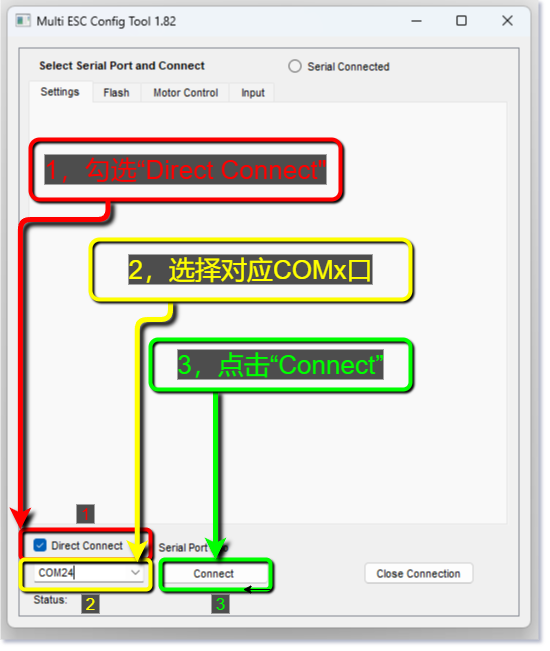 Multi ESC Config Tool 1.82
Select Serial Port and Connect
Serial Connected
Settings
Flash
Motor Control
Input
1，勾选“Direct Connect”
2，选择对应COMx口
3，点击“Connect”
1
Direct Connect
Serial Port
COM24
Connect
Close Connection
Status:
2
3